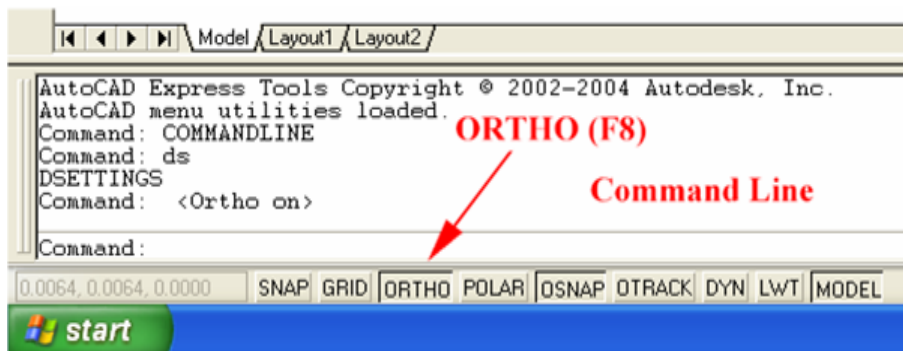 Model Layout1 Layout2
AutoCAD Express Tools Copyright © 2002-2004 Autodesk, Inc.
AutoCAD menu utilities loaded.
Command: COMMANDLINE
ORTHO (F8)
Command: ds
DSETTINGS
Command Line
Command: <Ortho on>
Command:
0.0064, 0.0064, 0.0000 SNAP GRID ORTHO POLAR OSNAP OTRACK DYN LWT MODEL
start